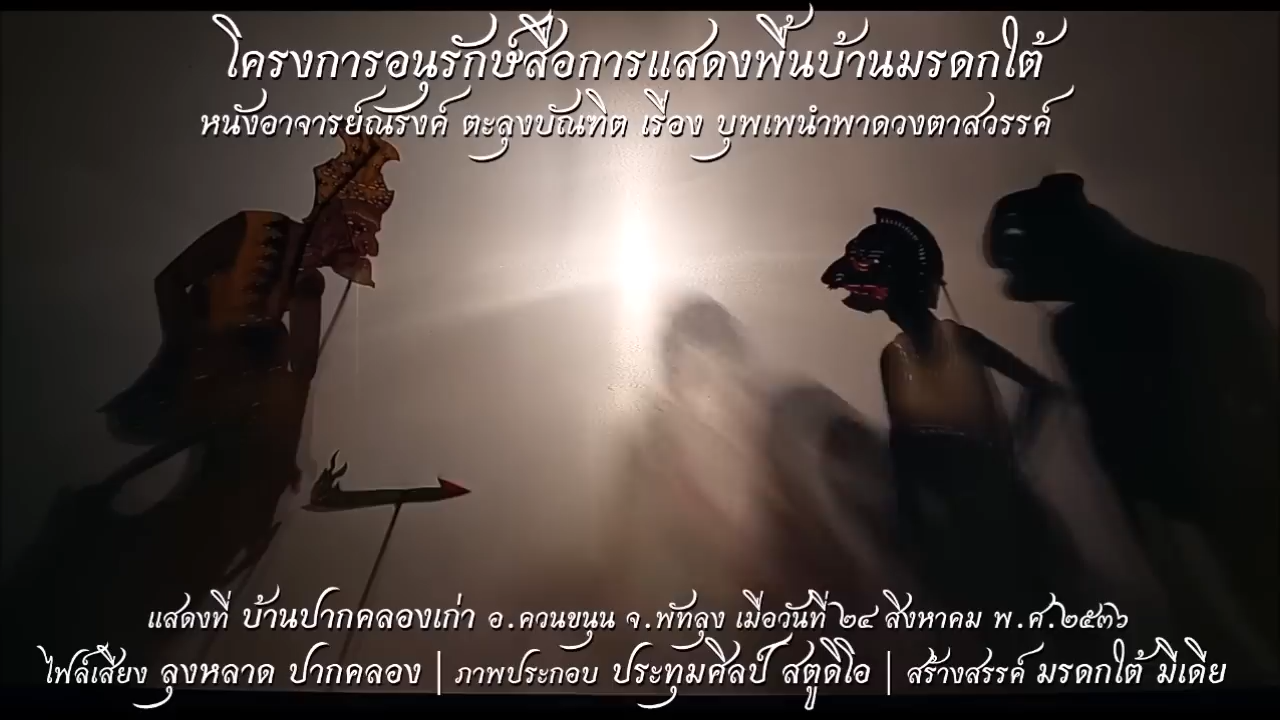 โครงการอนุรักษ์สื่อการแสดงพื้นบ้านมรดกใต้
หนังอาจารย์ณรงค์ ตะลุงบัณฑิต เรื่อง บุพเพนำพาดวงตาสวรรค์
แสดงที่ บ้านปากคลองเก่า อ.ควนขนุน จ.พัทลุง เมื่อวันที่ ๒๔ สิงหาคม พ.ศ.๒๕๓๖
ไฟล์เสียง ลุงหลาด ปากคลอง | ภาพประกอบ ประทุมศิลป์ สตูดิโอ | สร้างสรรค์ มรดกใต้ มีเดีย